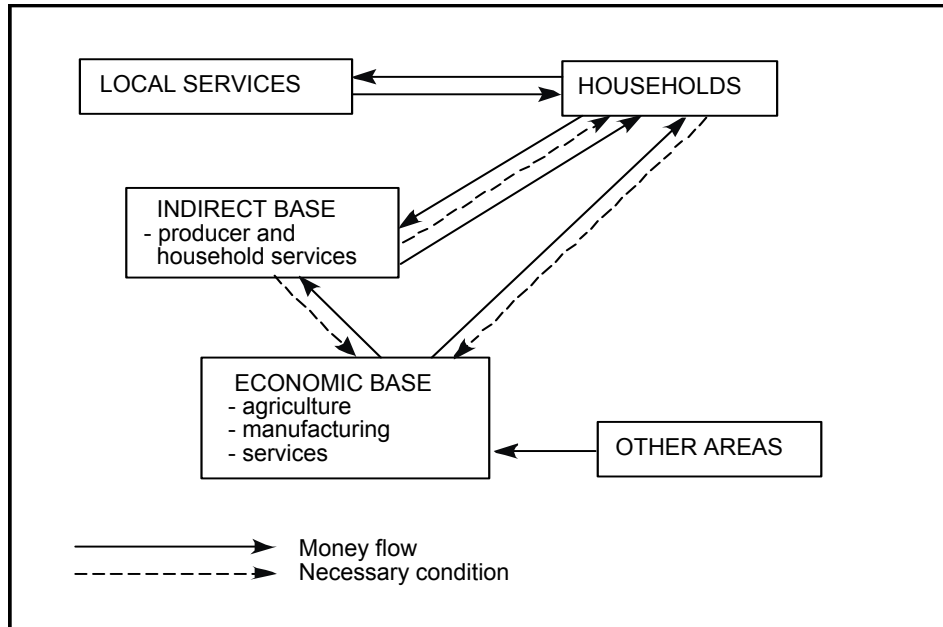 LOCAL SERVICES
HOUSEHOLDS
INDIRECT BASE
- producer and
household services
ECONOMIC BASE
- agriculture
- manufacturing
- services
OTHER AREAS
Money flow
Necessary condition